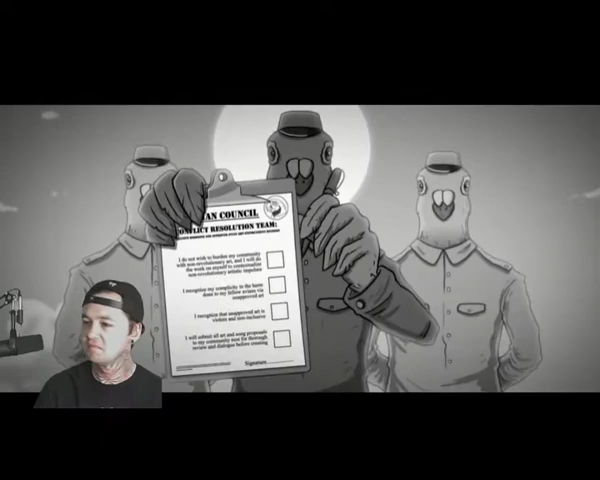 AN COUNCIL
ONFLICT RESOLUTION TEAM:
I do not wish to burden my community
with non-revolutionary art, and I will do
the work on myself to contextualize
non-revolutionary artistic impulses
I recognize my complicity in the harm
done to my fellow avians via
unapproved art
I recognize that unapproved art is
violent and non-inclusive
I will submit all art and song proposals
to my community nest for thorough
review and dialogue before creating
Signature